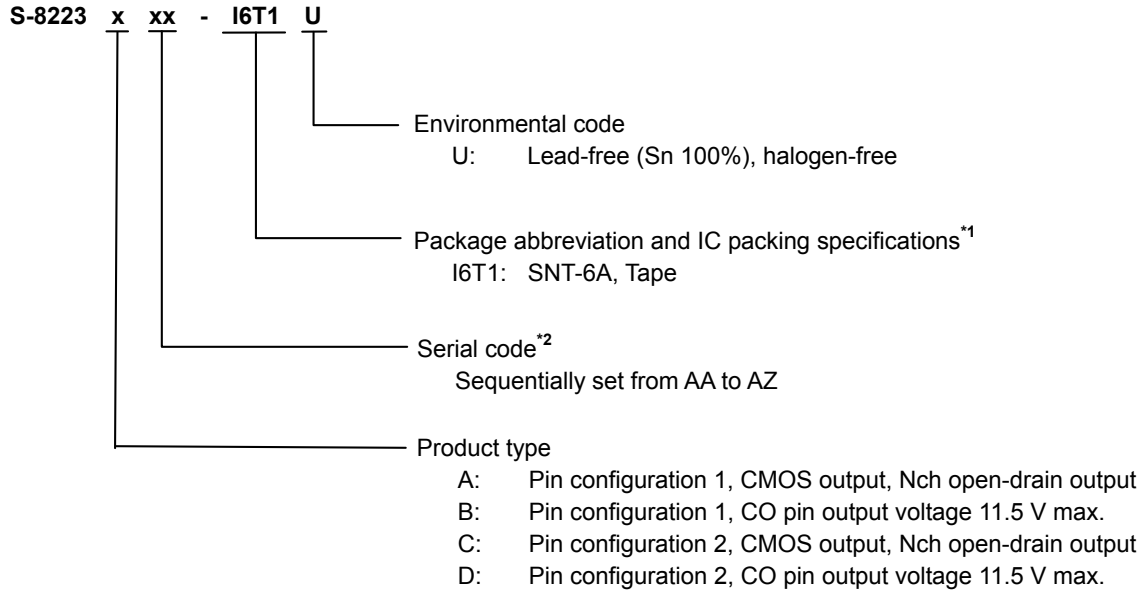 S-8223 x xx - I6T1 U
Environmental code
U: Lead-free (Sn 100%), halogen-free
Package abbreviation and IC packing specifications*1
I6T1: SNT-6A, Tape
Serial code*2
Sequentially set from AA to AZ
Product type
A: Pin configuration 1, CMOS output, Nch open-drain output
B: Pin configuration 1, CO pin output voltage 11.5 V max.
C: Pin configuration 2, CMOS output, Nch open-drain output
D: Pin configuration 2, CO pin output voltage 11.5 V max.